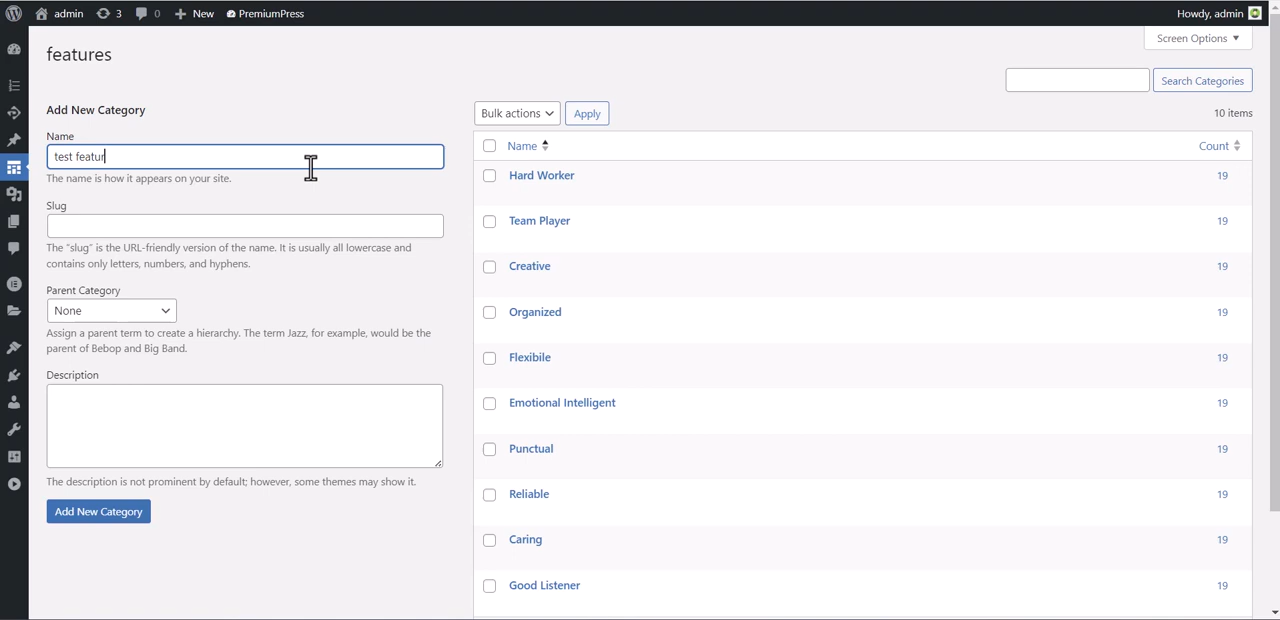 admin 3 0 New PremiumPress Howdy, admin
Screen Options
features
Search Categories
Add New Category
Bulk actions Apply 10 items
Name
test featur
The name is how it appears on your site.
Slug
The “slug” is the URL-friendly version of the name. It is usually all lowercase and
contains only letters, numbers, and hyphens.
Parent Category
None
Assign a parent term to create a hierarchy. The term Jazz, for example, would be the
parent of Bebop and Big Band.
Description
The description is not prominent by default; however, some themes may show it.
Add New Category
Name Count
Hard Worker 19
Team Player 19
Creative 19
Organized 19
Flexibile 19
Emotional Intelligent 19
Punctual 19
Reliable 19
Caring 19
Good Listener 19